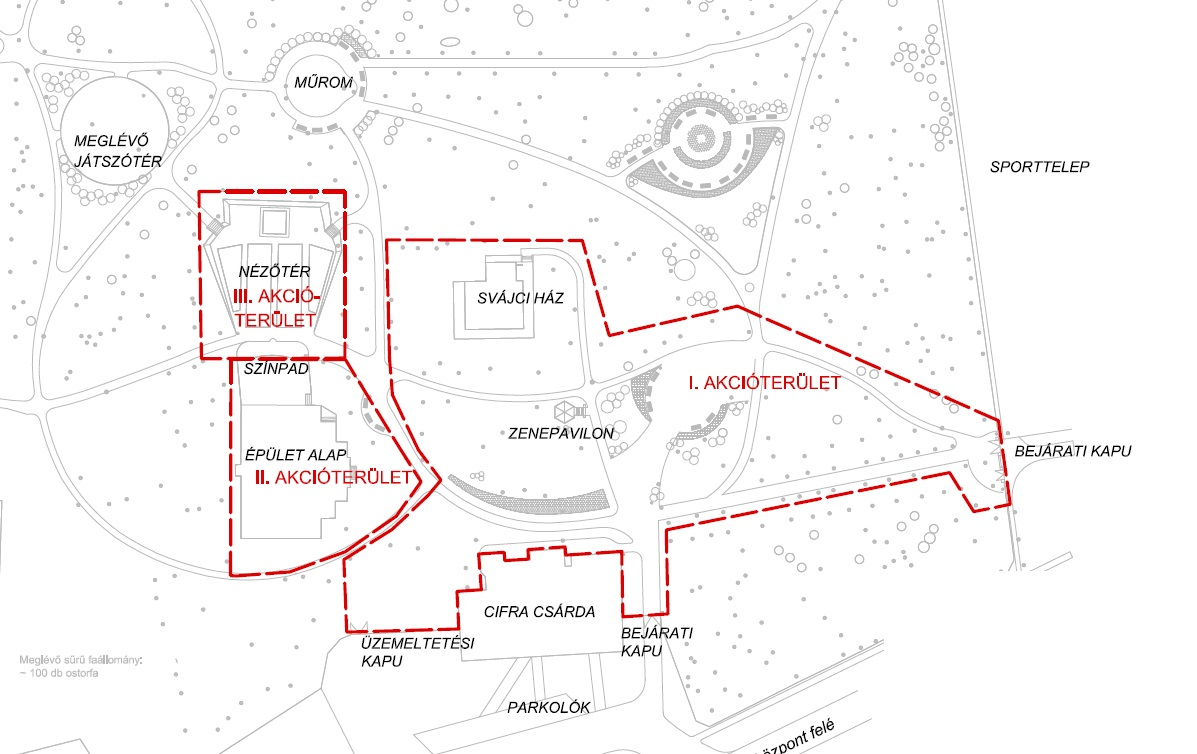 MŰROM
MEGLÉVŐ
JÁTSZÓTÉR
SPORTTELEP
NÉZŐTÉR
III. AKCIÓ-
TERÜLET
SVÁJCI HÁZ
SZÍNPAD
I. AKCIÓTERÜLET
ZENEPAVILON
ÉPÜLET ALAP
II. AKCIÓTERÜLET
BEJÁRATI KAPU
CIFRA CSÁRDA
ÜZEMELTETÉSI
KAPU
BEJÁRATI
KAPU
Meglévő sűrű faállomány:
~ 100 db ostorfa
PARKOLÓK
felé